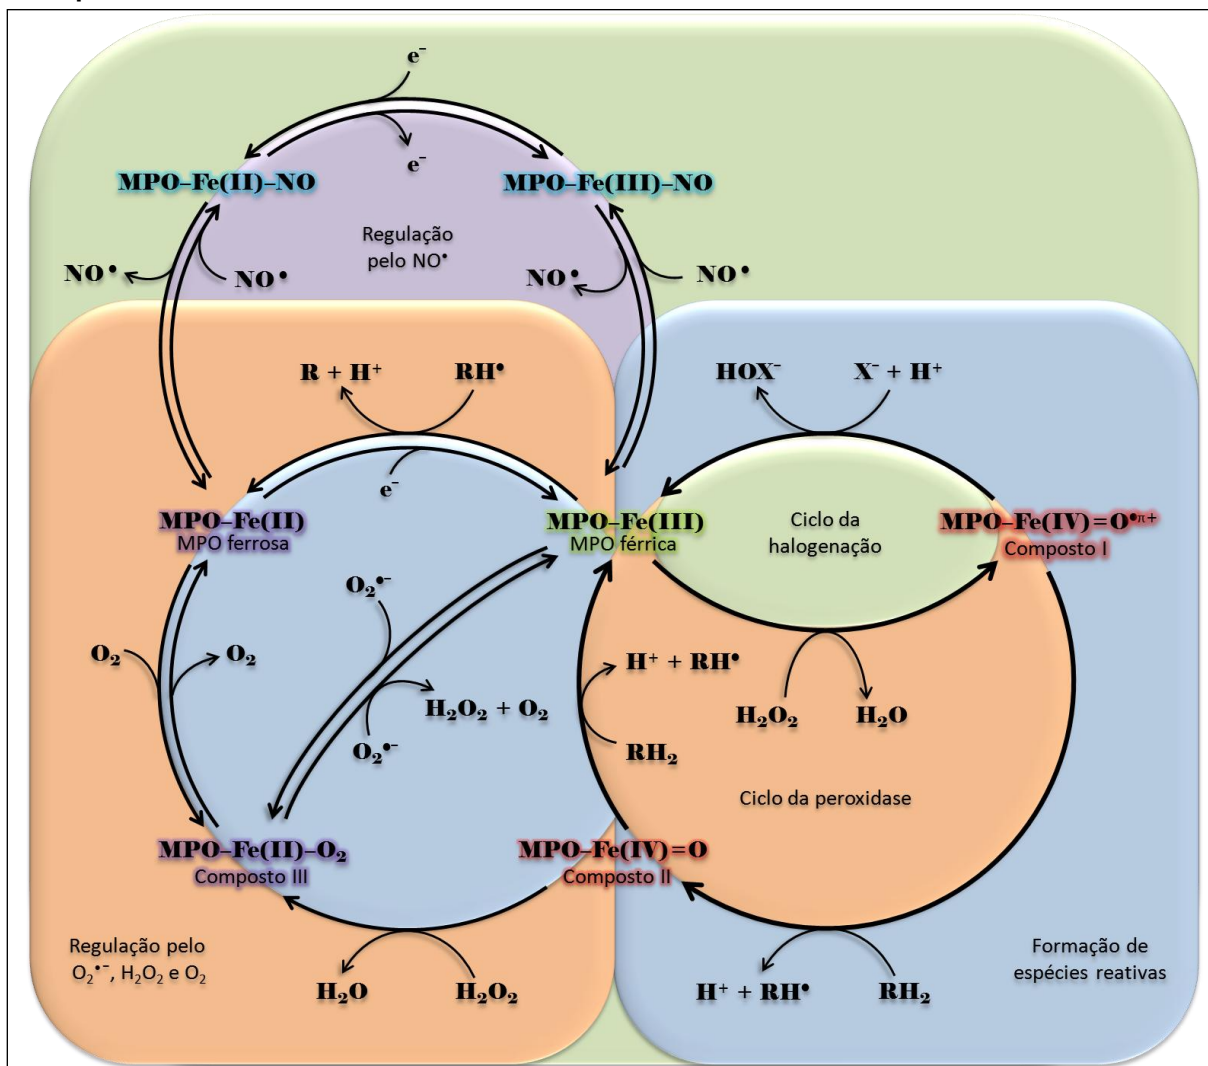 e⁻
e⁻
MPO–Fe(II)–NO
MPO–Fe(III)–NO
Regulação
pelo NO•
NO•
NO•
NO•
NO•
R + H⁺
RH•
HOX⁻
X⁻ + H⁺
e⁻
MPO–Fe(II)
MPO ferrosa
MPO–Fe(III)
MPO férrica
Ciclo da
halogenação
MPO–Fe(IV)=O•π+
Composto I
O₂•⁻
O₂
O₂
H⁺ + RH•
H₂O₂ + O₂
H₂O₂
H₂O
O₂•⁻
RH₂
Ciclo da peroxidase
MPO–Fe(II)–O₂
Composto III
MPO–Fe(IV)=O
Composto II
Regulação pelo
O₂•⁻, H₂O₂ e O₂
Formação de
espécies reativas
H₂O
H₂O₂
H⁺ + RH•
RH₂